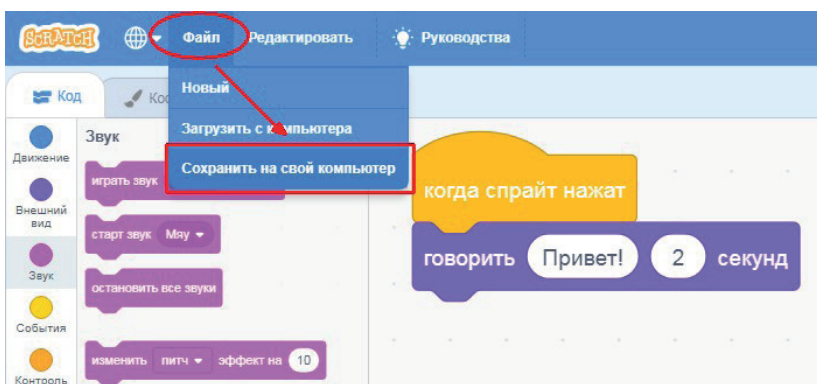 SCRATCH Файл Редактировать Руководства
Код
Новый
Загрузить с компьютера
Сохранить на свой компьютер
Движение
Внешний
вид
Звук
События
Контроль
Звук
играть звук
старт звук Мяу
остановить все звуки
изменить питч эффект на 10
когда спрайт нажат
говорить Привет! 2 секунд